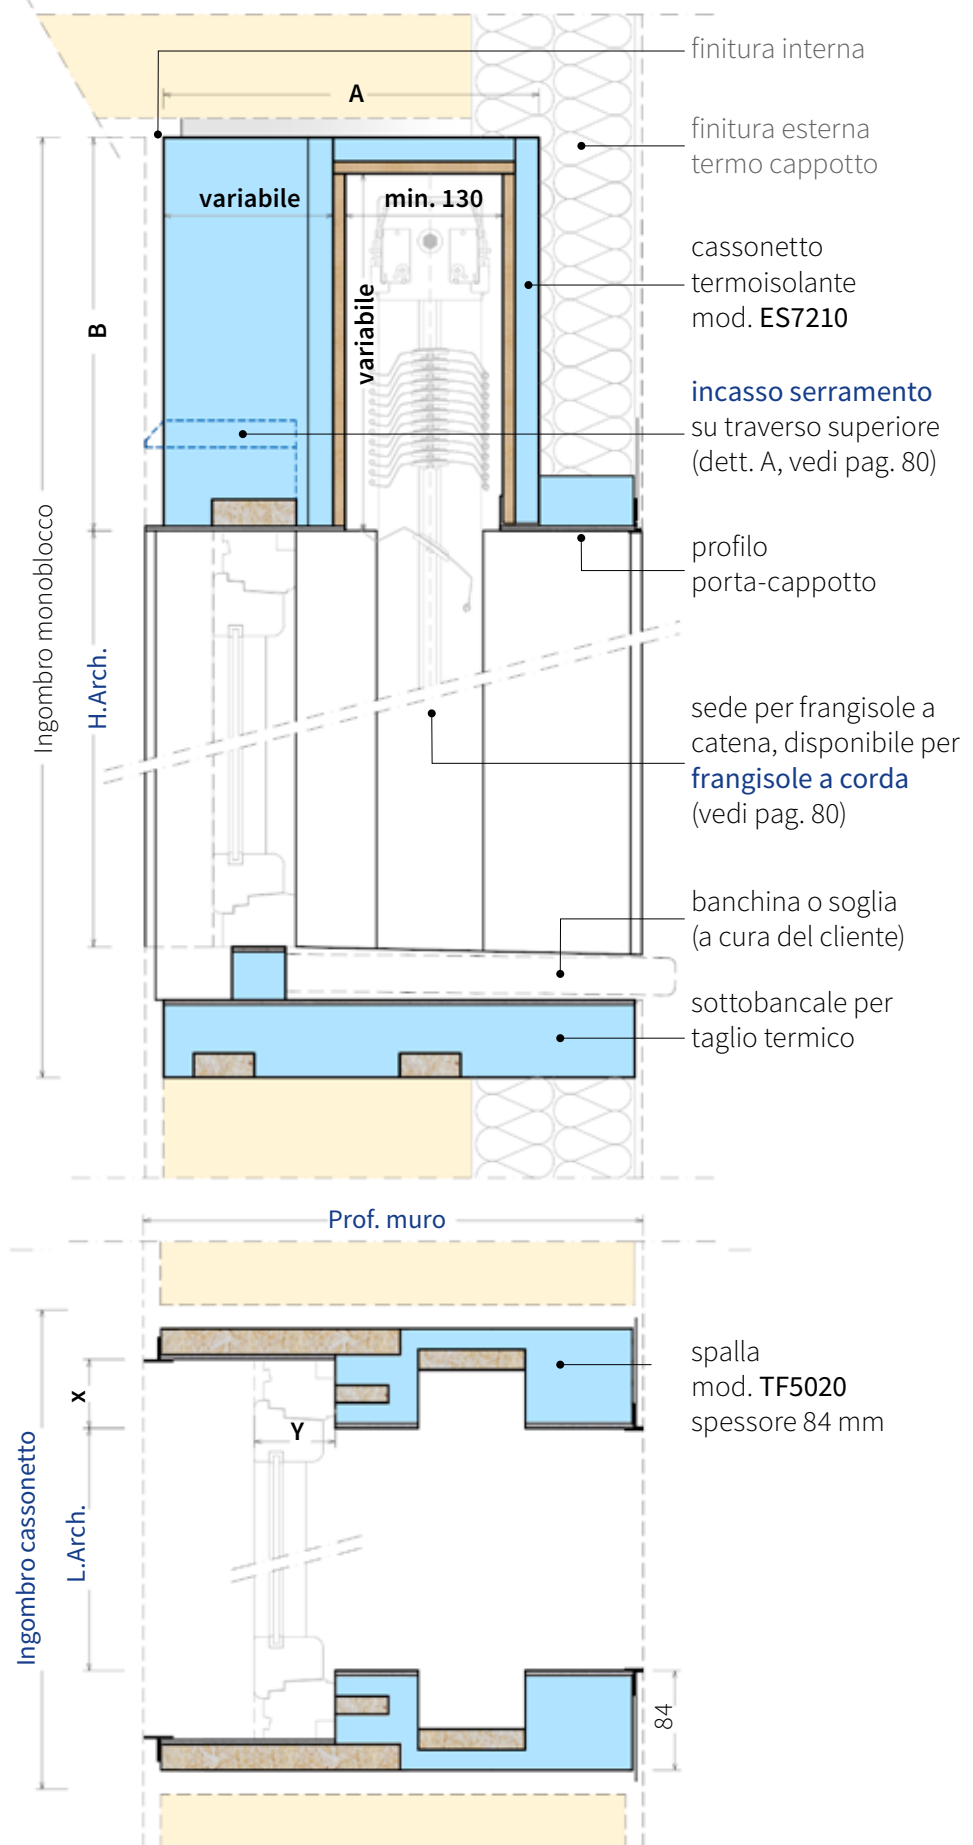 finitura interna
A
finitura esterna
termo cappotto
variabile
min. 130
cassonetto
termoisolante
mod. ES7210
variabile
B
incasso serramento
su traverso superiore
(dett. A, vedi pag. 80)
profilo
porta-cappotto
Ingombro monoblocco
H.Arch.
sede per frangisole a
catena, disponibile per
frangisole a corda
(vedi pag. 80)
banchina o soglia
(a cura del cliente)
sottobancale per
taglio termico
Prof. muro
spalla
mod. TF5020
spessore 84 mm
x
Y
Ingombro cassonetto
L.Arch.
84